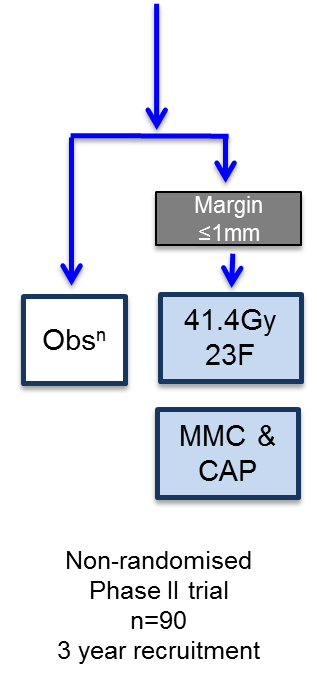 Margin
≤1mm
Obsⁿ
41.4Gy
23F
MMC &
CAP
Non-randomised
Phase II trial
n=90
3 year recruitment